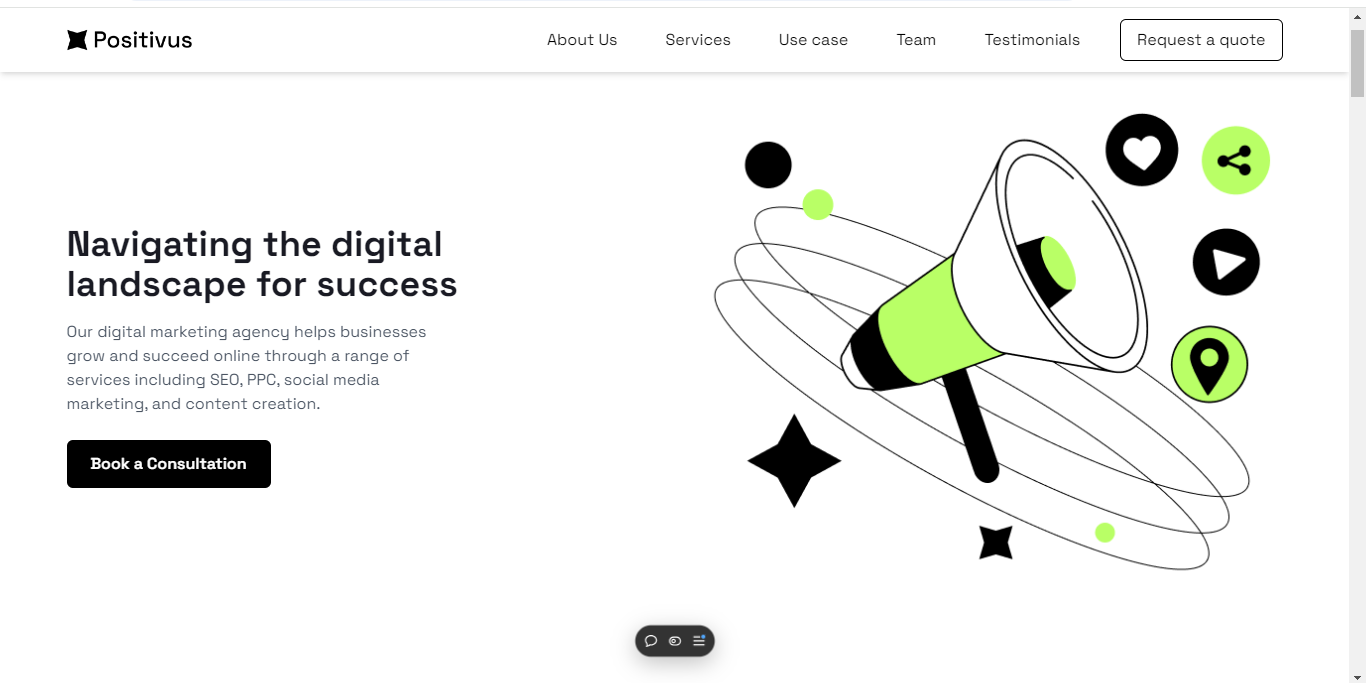 Positivus
About Us
Services
Use case
Team
Testimonials
Request a quote
Navigating the digital
landscape for success
Our digital marketing agency helps businesses
grow and succeed online through a range of
services including SEO, PPC, social media
marketing, and content creation.
Book a Consultation